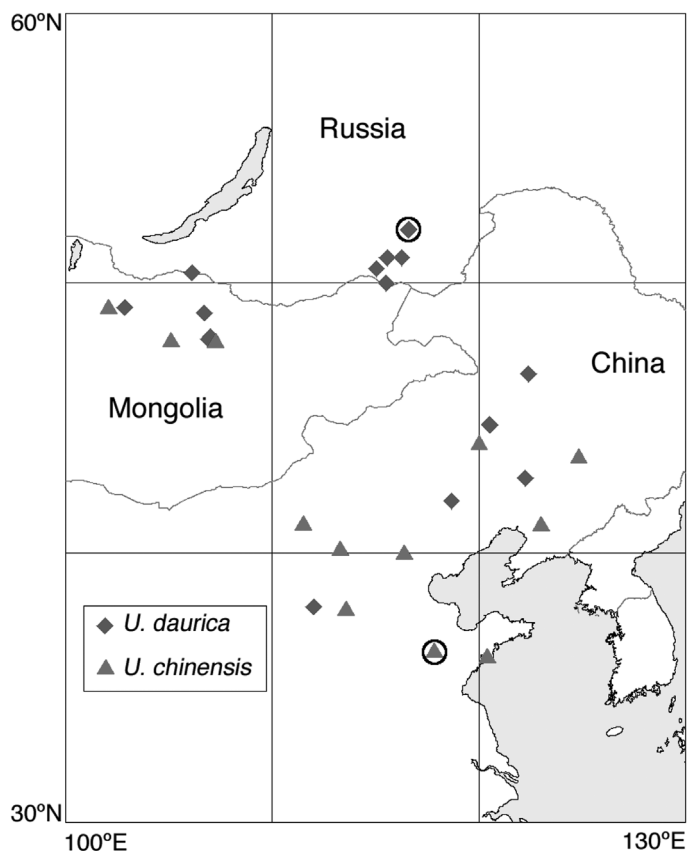 60ºN
Russia
China
Mongolia
U. daurica
U. chinensis
30ºN
100ºE
130ºE